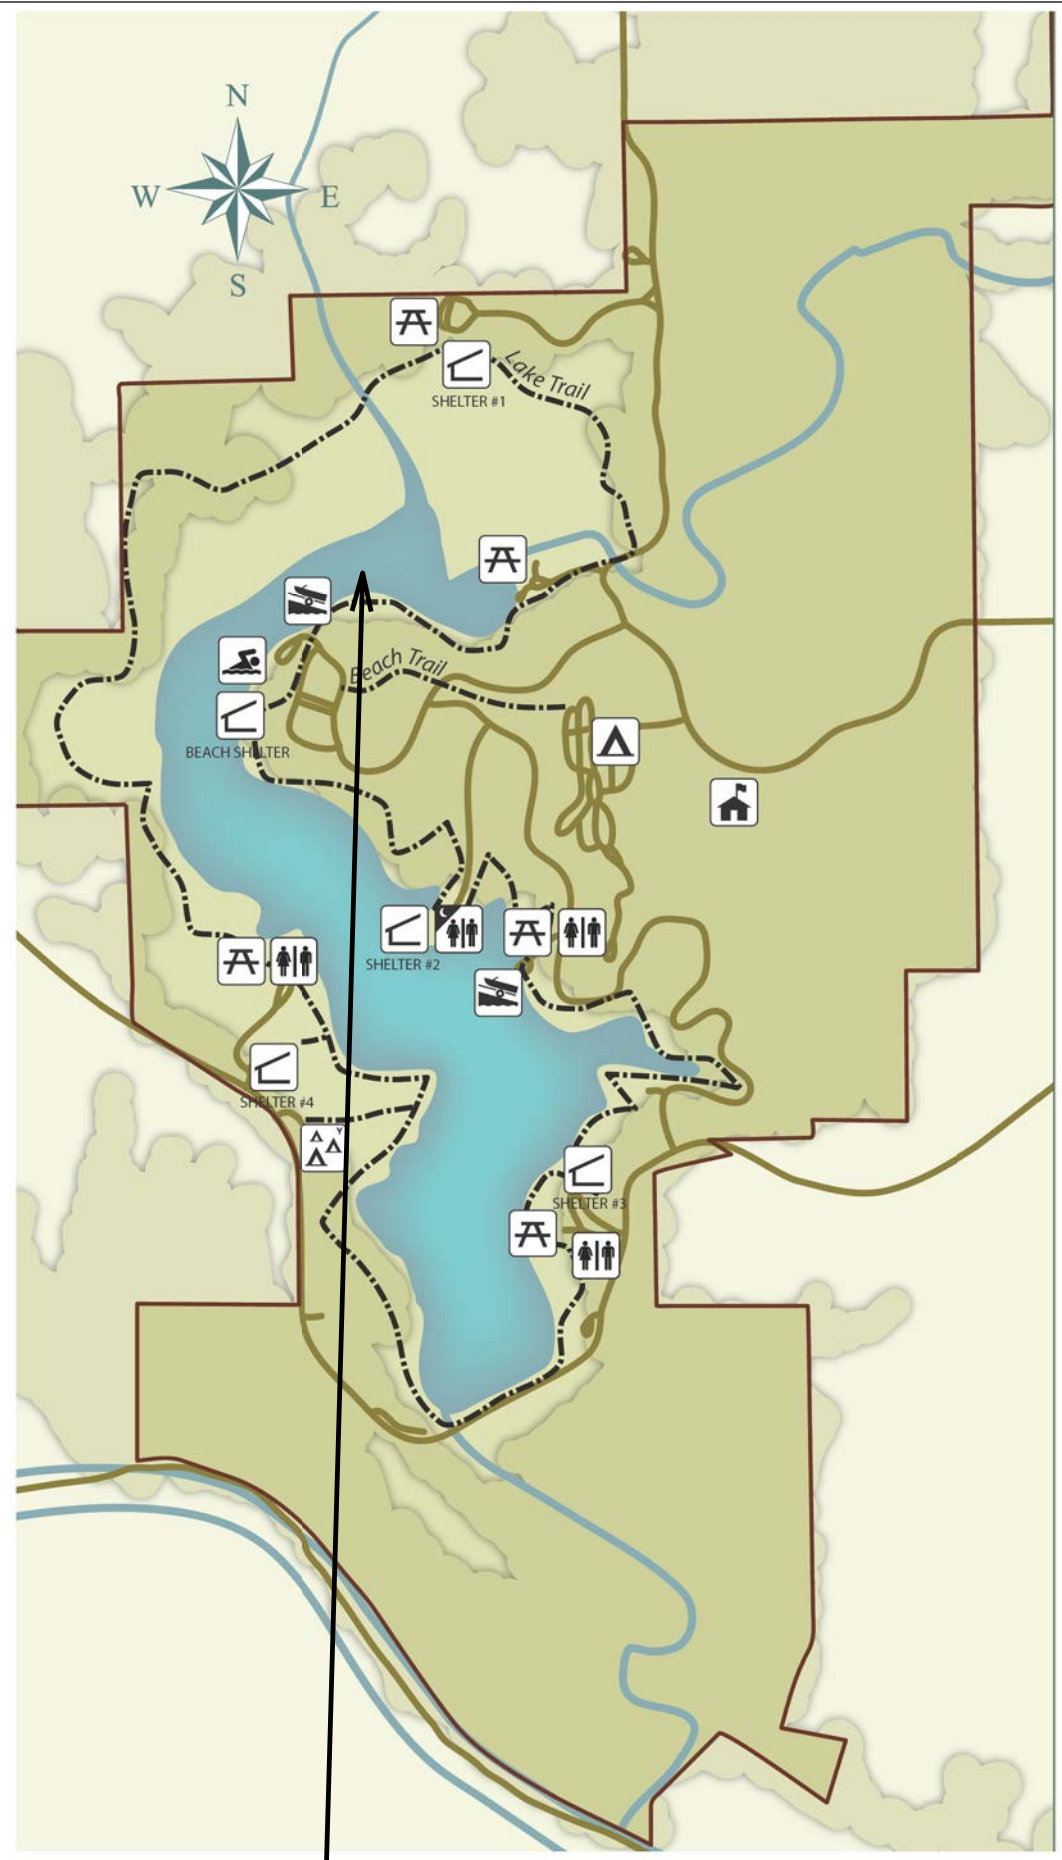 N
W E
S
SHELTER #1
Lake Trail
Beach Trail
BEACH SHELTER
SHELTER #2
SHELTER #4
SHELTER #3